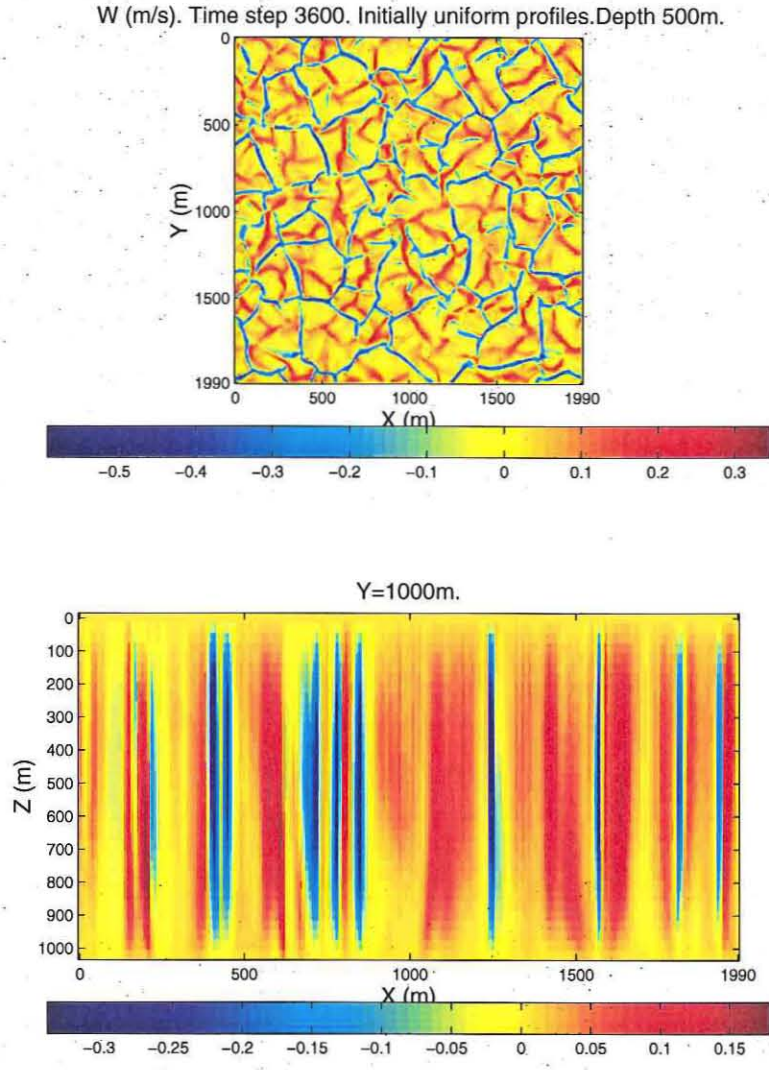 W (m/s). Time step 3600. Initially uniform profiles.Depth 500m.
0
500
1000
1500
1990
Y (m)
0 500 1000 1500 1990
X (m)
−0.5 −0.4 −0.3 −0.2 −0.1 0 0.1 0.2 0.3
Y=1000m.
0
100
200
300
400
500
600
700
800
900
1000
Z (m)
0 500 1000 1500 1990
X (m)
−0.3 −0.25 −0.2 −0.15 −0.1 −0.05 0 0.05 0.1 0.15